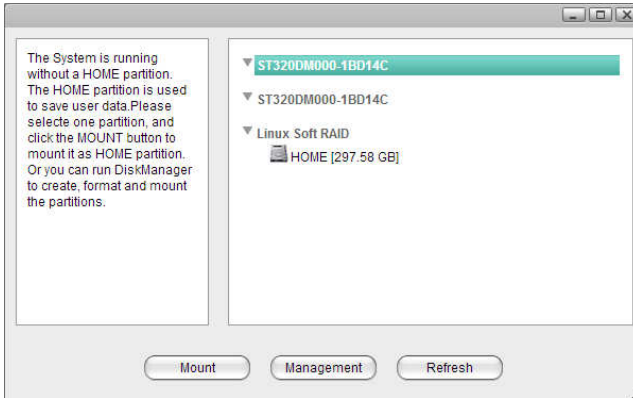 The System is running
without a HOME partition.
The HOME partition is used
to save user data.Please
selecte one partition, and
click the MOUNT button to
mount it as HOME partition.
Or you can run DiskManager
to create, format and mount
the partitions.
ST320DM000-1BD14C
ST320DM000-1BD14C
Linux Soft RAID
HOME [297.58 GB]
Mount
Management
Refresh